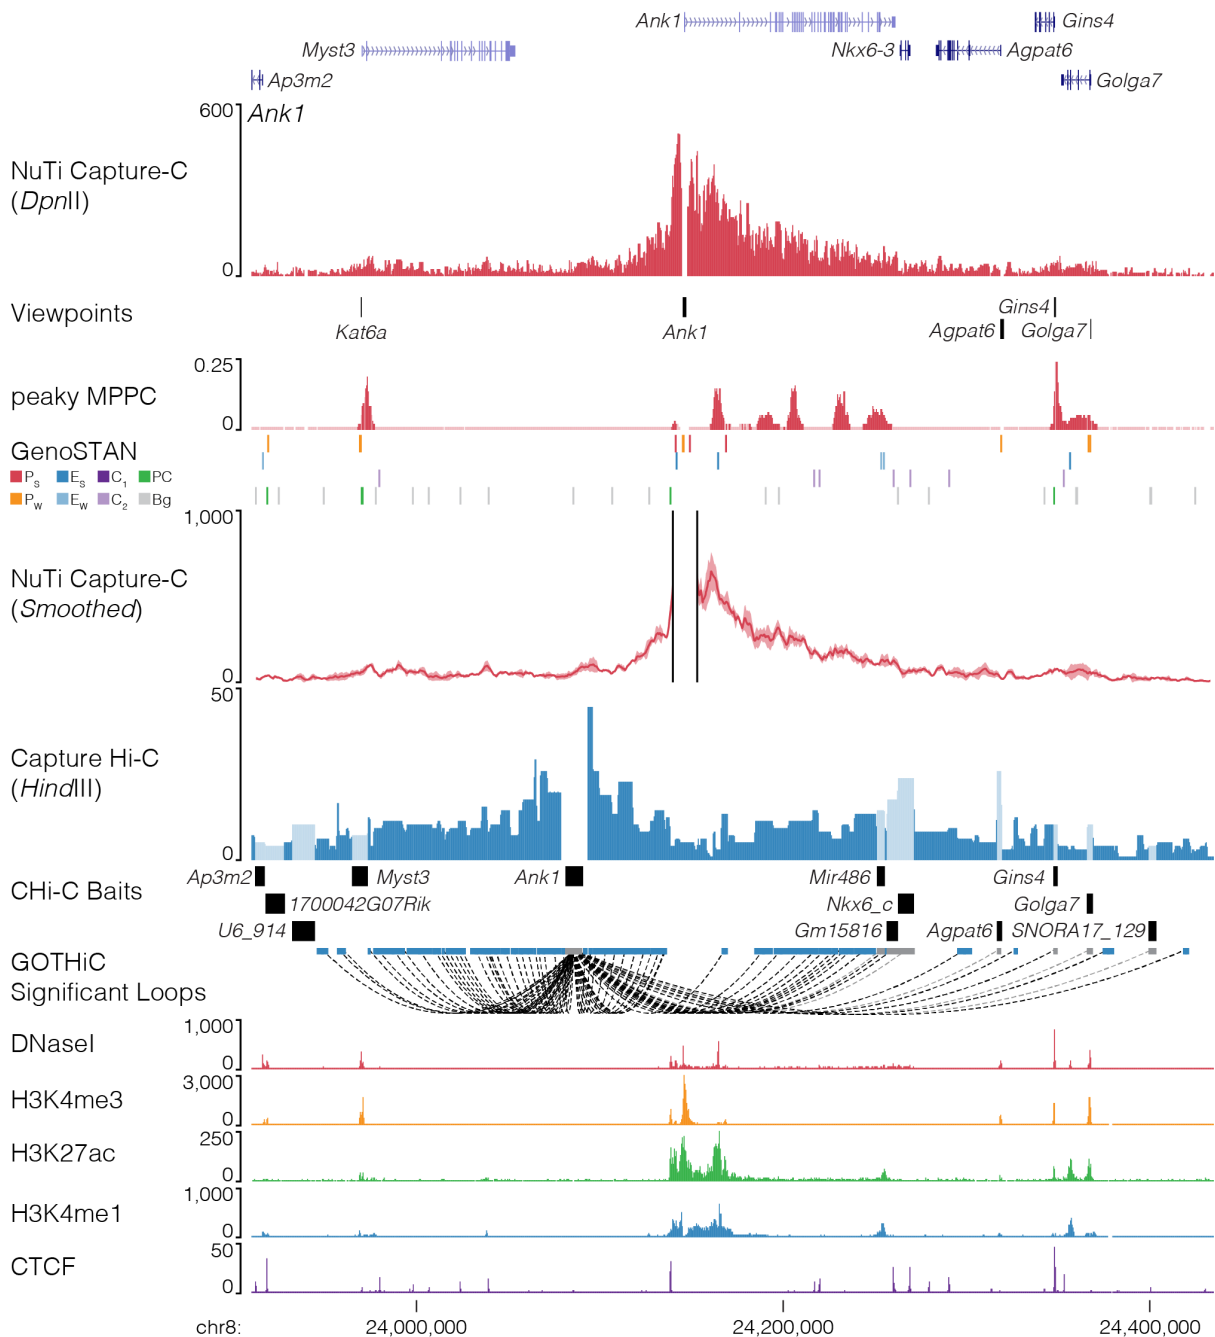 Ank1 Gins4
Myst3 Nkx6-3 Agpat6
Ap3m2 Golga7
600 Ank1
NuTi Capture-C
(DpnII)
0
Viewpoints Gins4
Kat6a Ank1 Agpat6 Golga7
0.25
peaky MPPC
0
GenoSTAN
Ps Es C1 PC
Pw Ew C2 Bg
1,000
NuTi Capture-C
(Smoothed)
0
50
Capture Hi-C
(HindIII)
0
CHi-C Baits Ap3m2 Myst3 Ank1 Mir486 Gins4
1700042G07Rik Nkx6_c Golga7
U6_914 Gm15816 Agpat6 SNORA17_129
GOTHiC
Significant Loops
1,000
DNaseI
0
3,000
H3K4me3
0
250
H3K27ac
0
1,000
H3K4me1
0
50
CTCF
0
chr8: 24,000,000 24,200,000 24,400,000